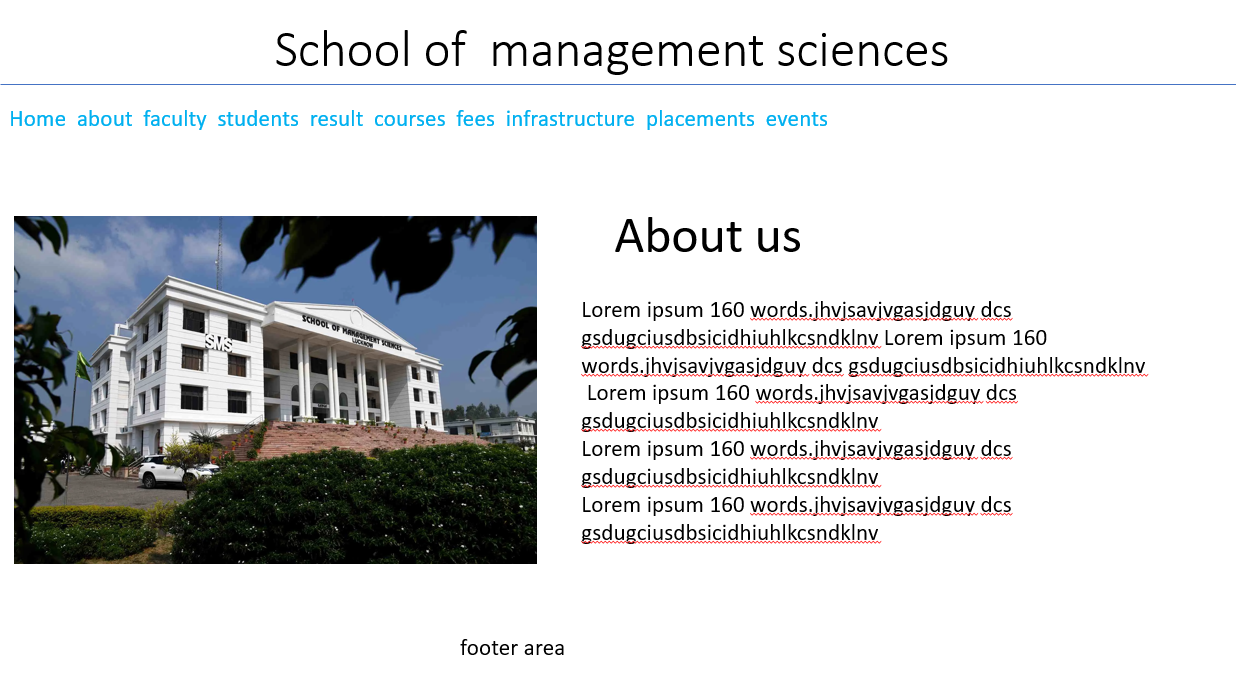 School of  management sciences
Home  about  faculty  students  result  courses  fees  infrastructure  placements  events
SCHOOL OF MANAGEMENT SCIENCES
LUCKNOW
SMS
About us
Lorem ipsum 160 words.jhvjsavjvgasjdguy dcs
gsdugciusdbsicidhiuhlkcsndklnv Lorem ipsum 160
words.jhvjsavjvgasjdguy dcs gsdugciusdbsicidhiuhlkcsndklnv
Lorem ipsum 160 words.jhvjsavjvgasjdguy dcs
gsdugciusdbsicidhiuhlkcsndklnv
Lorem ipsum 160 words.jhvjsavjvgasjdguy dcs
gsdugciusdbsicidhiuhlkcsndklnv
Lorem ipsum 160 words.jhvjsavjvgasjdguy dcs
gsdugciusdbsicidhiuhlkcsndklnv
footer area